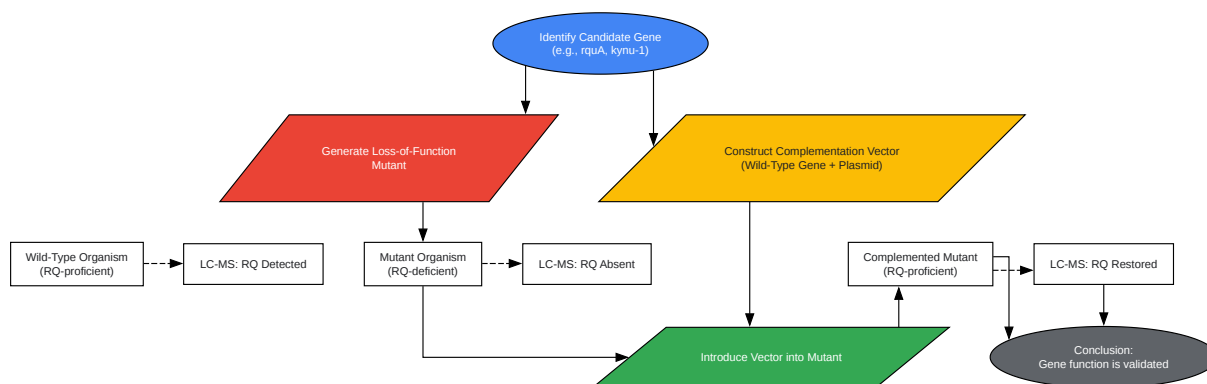 Identify Candidate Gene
(e.g., rquA, kynu-1)
Generate Loss-of-Function
Mutant
Construct Complementation Vector
(Wild-Type Gene + Plasmid)
Wild-Type Organism
(RQ-proficient)
LC-MS: RQ Detected
Mutant Organism
(RQ-deficient)
LC-MS: RQ Absent
Complemented Mutant
(RQ-proficient)
LC-MS: RQ Restored
Introduce Vector into Mutant
Conclusion:
Gene function is validated